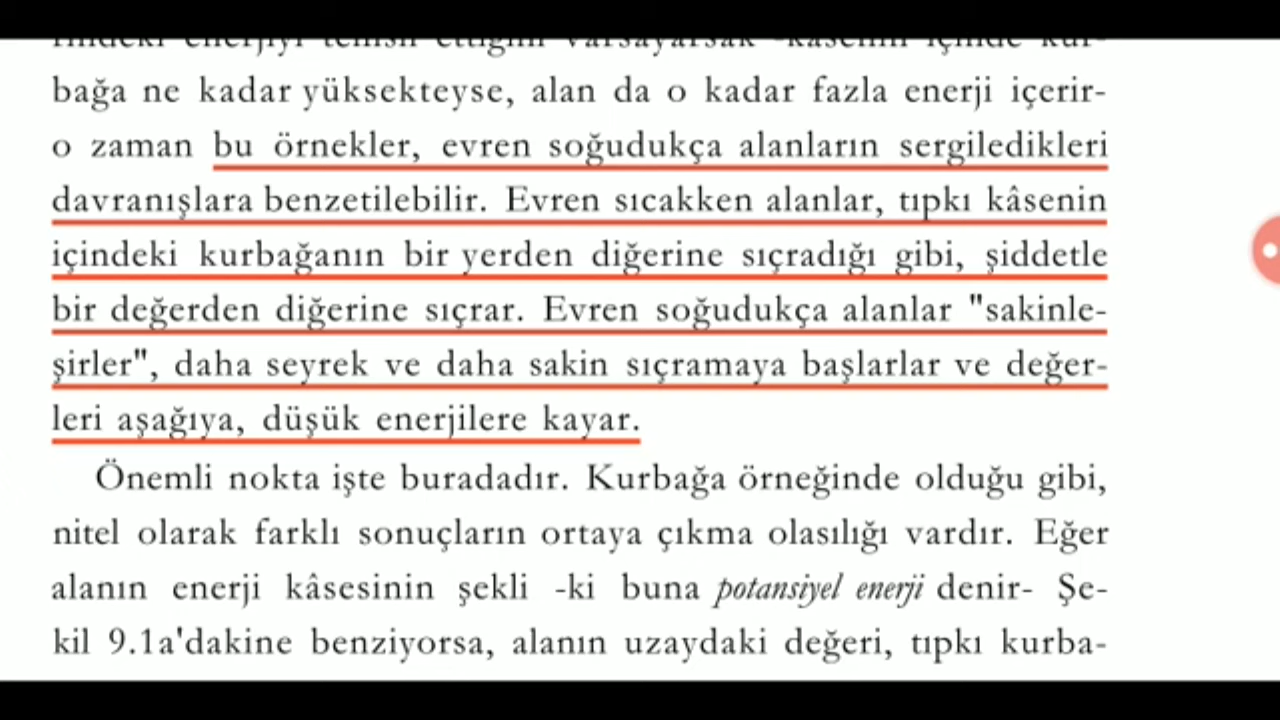 bağa ne kadar yüksekteyse, alan da o kadar fazla enerji içerir-
o zaman bu örnekler, evren soğudukça alanların sergiledikleri
davranışlara benzetilebilir. Evren sıcakken alanlar, tıpkı kâsenin
içindeki kurbağanın bir yerden diğerine sıçradığı gibi, şiddetle
bir değerden diğerine sıçrar. Evren soğudukça alanlar "sakinle-
şirler", daha seyrek ve daha sakin sıçramaya başlarlar ve değer-
leri aşağıya, düşük enerjilere kayar.
Önemli nokta işte buradadır. Kurbağa örneğinde olduğu gibi,
nitel olarak farklı sonuçların ortaya çıkma olasılığı vardır. Eğer
alanın enerji kâsesinin şekli -ki buna potansiyel enerji denir- Şe-
kil 9.1a'dakine benziyorsa, alanın uzaydaki değeri, tıpkı kurba-